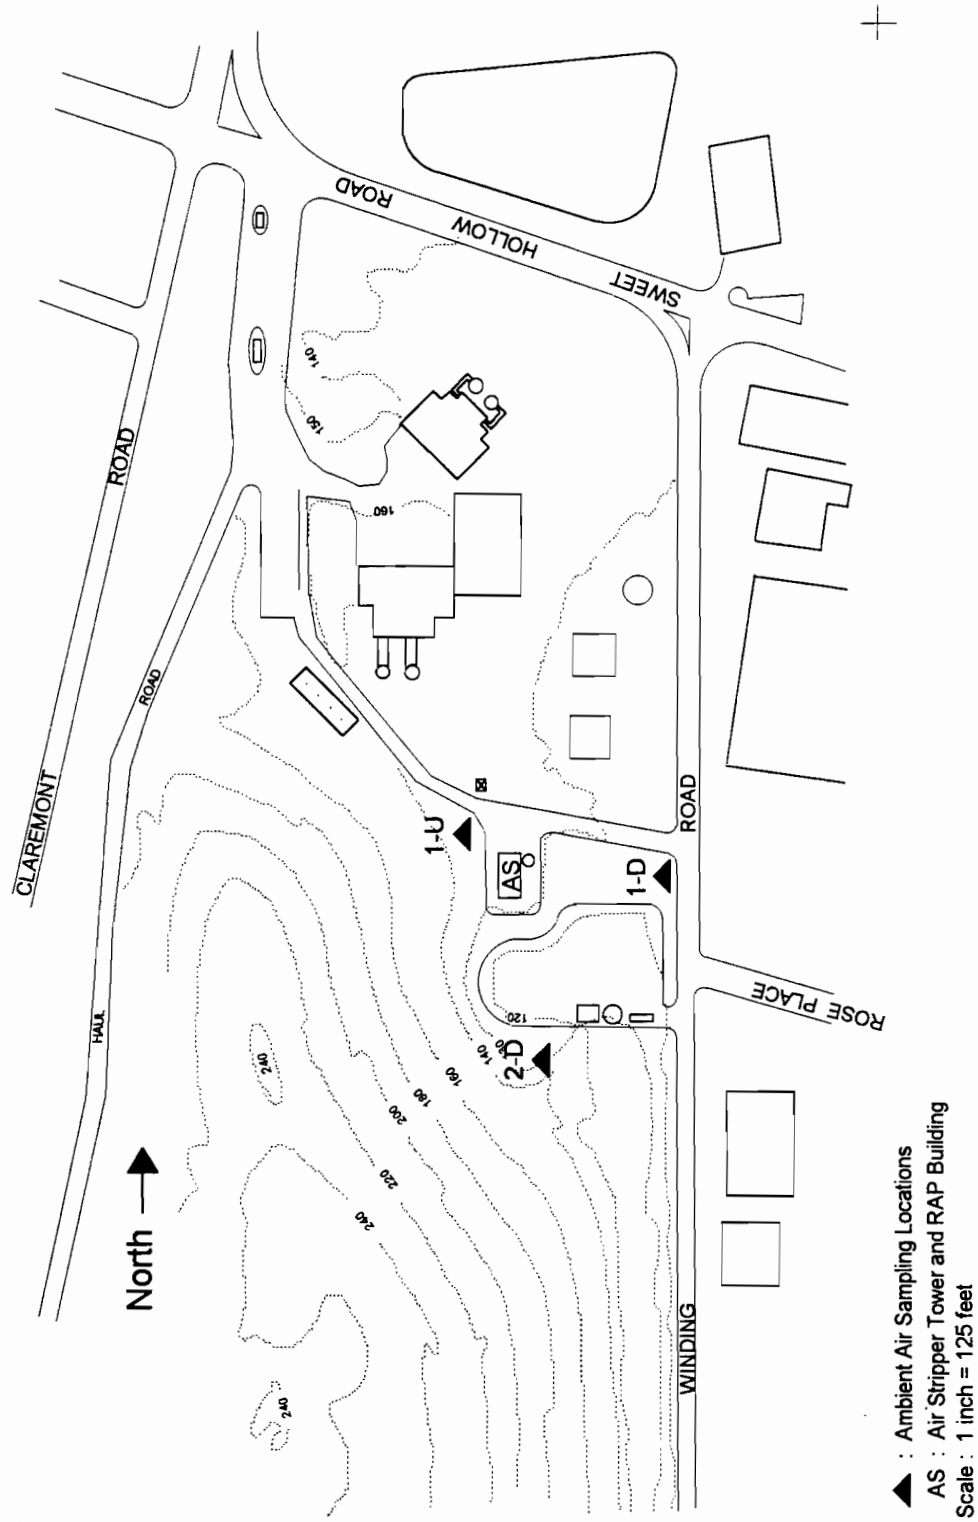 CLAREMONT
ROAD
HAUL
ROAD
SWEET
HOLLOW
ROAD
140
150
160
1-U
AS
1-D
ROAD
120
ROSE PLACE
2-D
30
140
160
180
200
220
240
240
240
North
WINDING
: Ambient Air Sampling Locations
AS : Air Stripper Tower and RAP Building
Scale : 1 inch = 125 feet